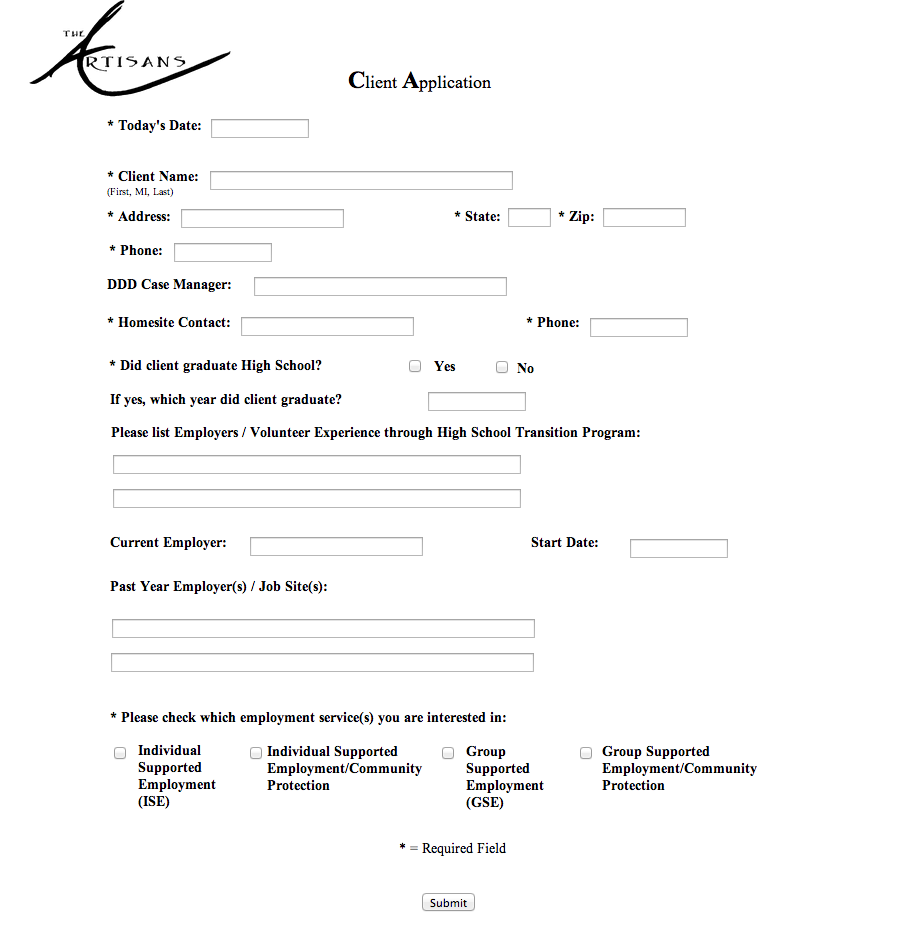 THE
ARTISANS
Client Application
* Today's Date:
* Client Name:
(First, MI, Last)
* Address: * State: * Zip:
* Phone:
DDD Case Manager:
* Homesite Contact: * Phone:
* Did client graduate High School? Yes No
If yes, which year did client graduate?
Please list Employers / Volunteer Experience through High School Transition Program:
Current Employer: Start Date:
Past Year Employer(s) / Job Site(s):
* Please check which employment service(s) you are interested in:
Individual
Supported
Employment
(ISE)
Individual Supported
Employment/Community
Protection
Group
Supported
Employment
(GSE)
Group Supported
Employment/Community
Protection
* = Required Field
Submit